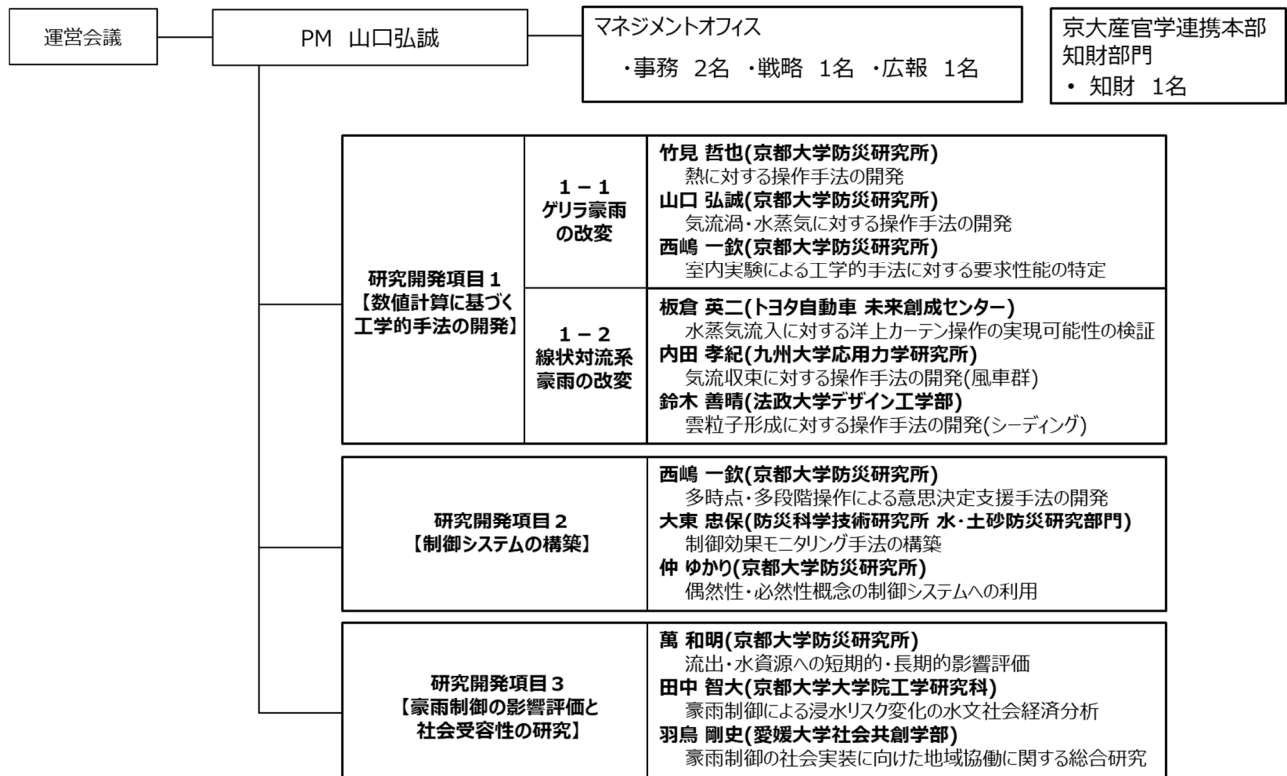 運営会議
PM 山口弘誠
マネジメントオフィス
・事務 2名 ・戦略 1名 ・広報 1名
京大産官学連携本部
知財部門
• 知財 1名
研究開発項目１
【数値計算に基づく
工学的手法の開発】
１－１
ゲリラ豪雨
の改変
竹見 哲也(京都大学防災研究所)
熱に対する操作手法の開発
山口 弘誠(京都大学防災研究所)
気流渦・水蒸気に対する操作手法の開発
西嶋 一欽(京都大学防災研究所)
室内実験による工学的手法に対する要求性能の特定
１－２
線状対流系
豪雨の改変
板倉 英二(トヨタ自動車 未来創成センター)
水蒸気流入に対する洋上カーテン操作の実現可能性の検証
内田 孝紀(九州大学応用力学研究所)
気流収束に対する操作手法の開発(風車群)
鈴木 善晴(法政大学デザイン工学部)
雲粒子形成に対する操作手法の開発(シーディング)
研究開発項目２
【制御システムの構築】
西嶋 一欽(京都大学防災研究所)
多時点・多段階操作による意思決定支援手法の開発
大東 忠保(防災科学技術研究所 水・土砂防災研究部門)
制御効果モニタリング手法の構築
仲 ゆかり(京都大学防災研究所)
偶然性・必然性概念の制御システムへの利用
研究開発項目３
【豪雨制御の影響評価と
社会受容性の研究】
萬 和明(京都大学防災研究所)
流出・水資源への短期的・長期的影響評価
田中 智大(京都大学大学院工学研究科)
豪雨制御による浸水リスク変化の水文社会経済分析
羽鳥 剛史(愛媛大学社会共創学部)
豪雨制御の社会実装に向けた地域協働に関する総合研究